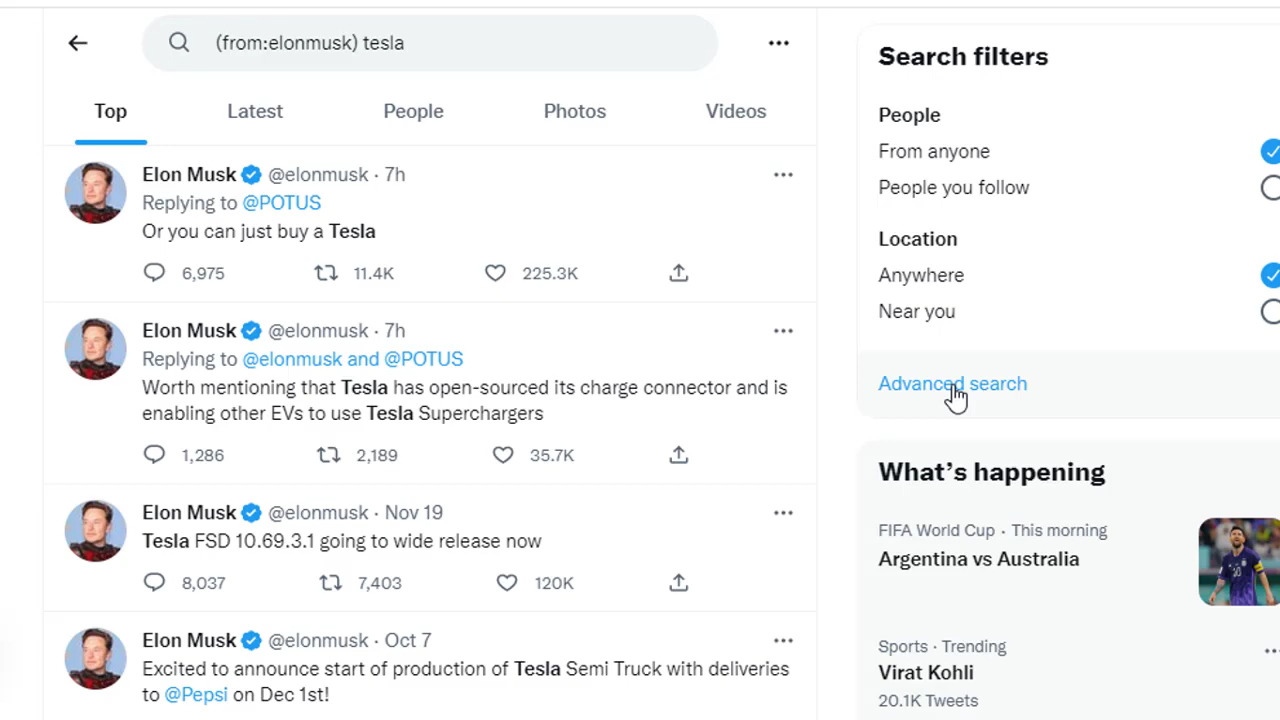 (from:elonmusk) tesla
Top
Latest
People
Photos
Videos
Elon Musk @elonmusk · 7h
Replying to @POTUS
Or you can just buy a Tesla
6,975 11.4K 225.3K
Elon Musk @elonmusk · 7h
Replying to @elonmusk and @POTUS
Worth mentioning that Tesla has open-sourced its charge connector and is
enabling other EVs to use Tesla Superchargers
1,286 2,189 35.7K
Elon Musk @elonmusk · Nov 19
Tesla FSD 10.69.3.1 going to wide release now
8,037 7,403 120K
Elon Musk @elonmusk · Oct 7
Excited to announce start of production of Tesla Semi Truck with deliveries
to @Pepsi on Dec 1st!
Search filters
People
From anyone
People you follow
Location
Anywhere
Near you
Advanced search
What’s happening
FIFA World Cup · This morning
Argentina vs Australia
Sports · Trending
Virat Kohli
20.1K Tweets